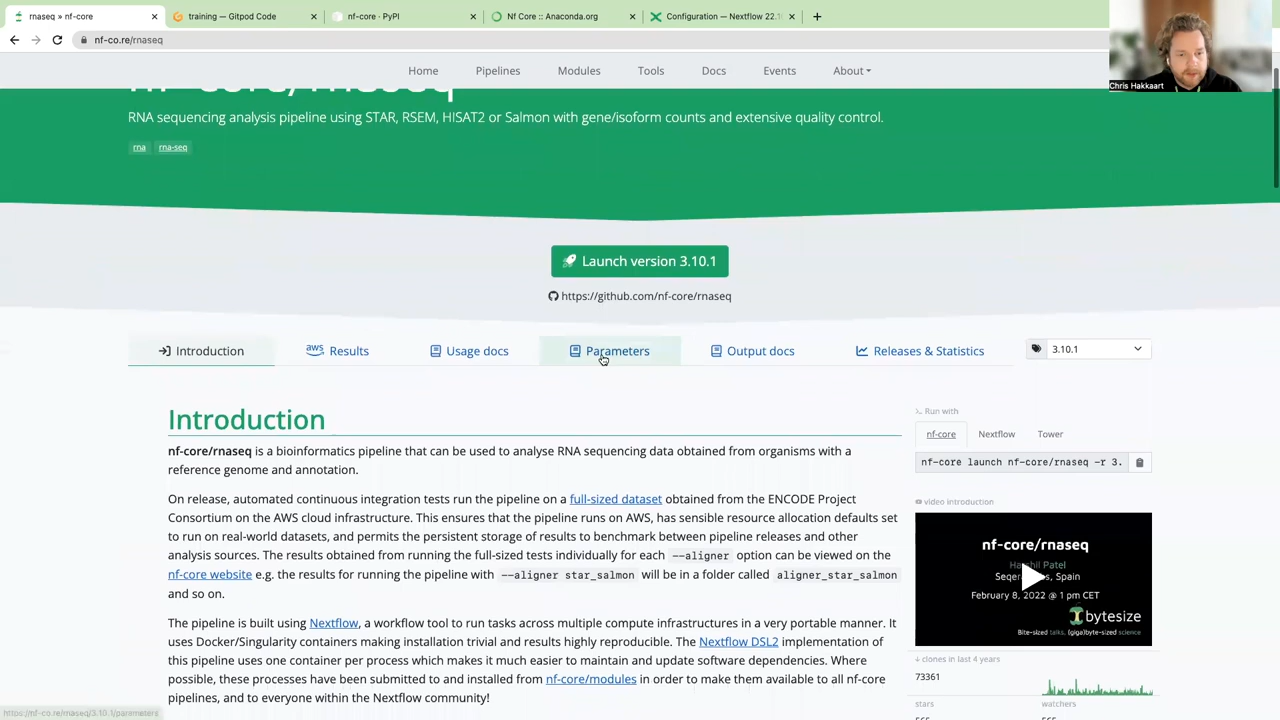 rnaseq » nf-core
training — Gitpod Code
nf-core · PyPI
Nf Core :: Anaconda.org
Configuration — Nextflow 22.1
nf-co.re/rnaseq
Chris Hakkaart
Home
Pipelines
Modules
Tools
Docs
Events
About
nf-core/rnaseq
RNA sequencing analysis pipeline using STAR, RSEM, HISAT2 or Salmon with gene/isoform counts and extensive quality control.
rna
rna-seq
Launch version 3.10.1
https://github.com/nf-core/rnaseq
Introduction
aws
Results
Usage docs
Parameters
Output docs
Releases & Statistics
3.10.1
Introduction
nf-core/rnaseq is a bioinformatics pipeline that can be used to analyse RNA sequencing data obtained from organisms with a
reference genome and annotation.
On release, automated continuous integration tests run the pipeline on a full-sized dataset obtained from the ENCODE Project
Consortium on the AWS cloud infrastructure. This ensures that the pipeline runs on AWS, has sensible resource allocation defaults set
to run on real-world datasets, and permits the persistent storage of results to benchmark between pipeline releases and other
analysis sources. The results obtained from running the full-sized tests individually for each --aligner option can be viewed on the
nf-core website e.g. the results for running the pipeline with --aligner star_salmon will be in a folder called aligner_star_salmon
and so on.
The pipeline is built using Nextflow, a workflow tool to run tasks across multiple compute infrastructures in a very portable manner. It
uses Docker/Singularity containers making installation trivial and results highly reproducible. The Nextflow DSL2 implementation of
this pipeline uses one container per process which makes it much easier to maintain and update software dependencies. Where
possible, these processes have been submitted to and installed from nf-core/modules in order to make them available to all nf-core
pipelines, and to everyone within the Nextflow community!
Run with
nf-core
Nextflow
Tower
nf-core launch nf-core/rnaseq -r 3.
video introduction
nf-core/rnaseq
Harshil Patel
Spain
February 8, 2022 @ 1 pm CET
bytesize
Bite-sized talks, (giga)byte-sized science
clones in last 4 years
73361
stars
watchers
https://nf-co.re/rnaseq/3.10.1/parameters